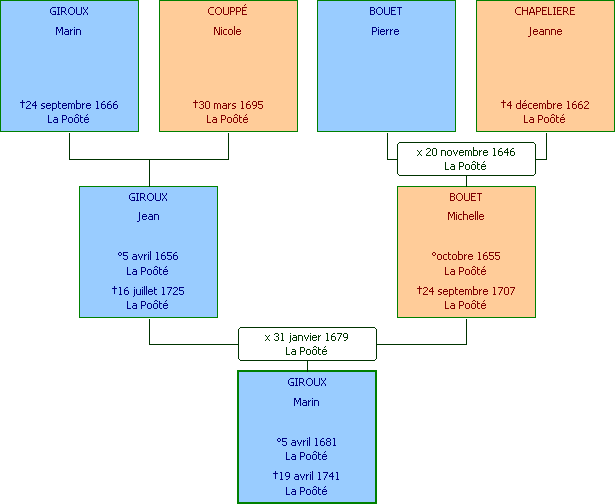 GIROUX
Marin
†24 septembre 1666
La Poôté
COUPPÉ
Nicole
†30 mars 1695
La Poôté
BOUET
Pierre
CHAPELIERE
Jeanne
†4 décembre 1662
La Poôté
x 20 novembre 1646
La Poôté
GIROUX
Jean
°5 avril 1656
La Poôté
†16 juillet 1725
La Poôté
BOUET
Michelle
°octobre 1655
La Poôté
†24 septembre 1707
La Poôté
x 31 janvier 1679
La Poôté
GIROUX
Marin
°5 avril 1681
La Poôté
†19 avril 1741
La Poôté